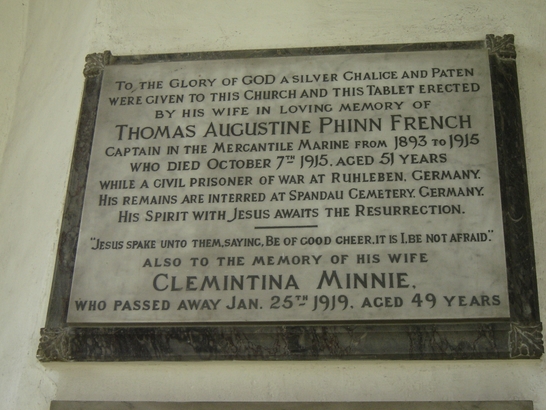 To the Glory of GOD a silver Chalice and Paten
were given to this Church and this Tablet erected
by his wife in loving memory of
Thomas Augustine Phinn French
Captain in the Mercantile Marine from 1893 to 1915
who died October 7th 1915. aged 51 years
while a civil prisoner of war at Ruhleben, Germany.
His remains are interred at Spandau Cemetery, Germany.
His Spirit with Jesus awaits the Resurrection.
"Jesus spake unto them, saying, Be of good cheer, it is I, be not afraid".
also to the memory of his wife
Clemintina Minnie,
who passed away Jan. 25th 1919, aged 49 years